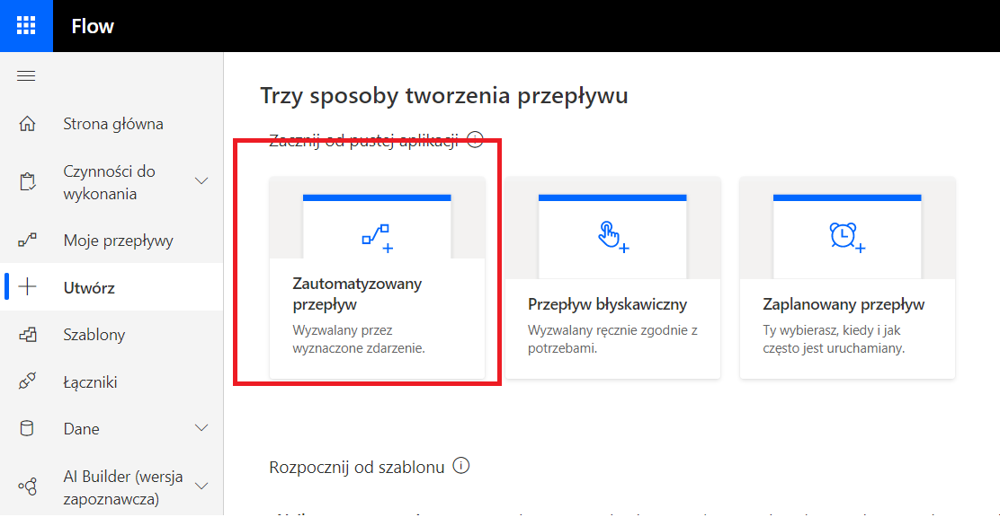 Flow
Strona główna
Czynności do
wykonania
Moje przepływy
Utwórz
Szablony
Łączniki
Dane
AI Builder (wersja
zapoznawcza)
Trzy sposoby tworzenia przepływu
Zacznij od pustej aplikacji
Zautomatyzowany
przepływ
Wyzwalany przez
wyznaczone zdarzenie.
Przepływ błyskawiczny
Wyzwalany ręcznie zgodnie z
potrzebami.
Zaplanowany przepływ
Ty wybierasz, kiedy i jak
często jest uruchamiany.
Rozpocznij od szablonu